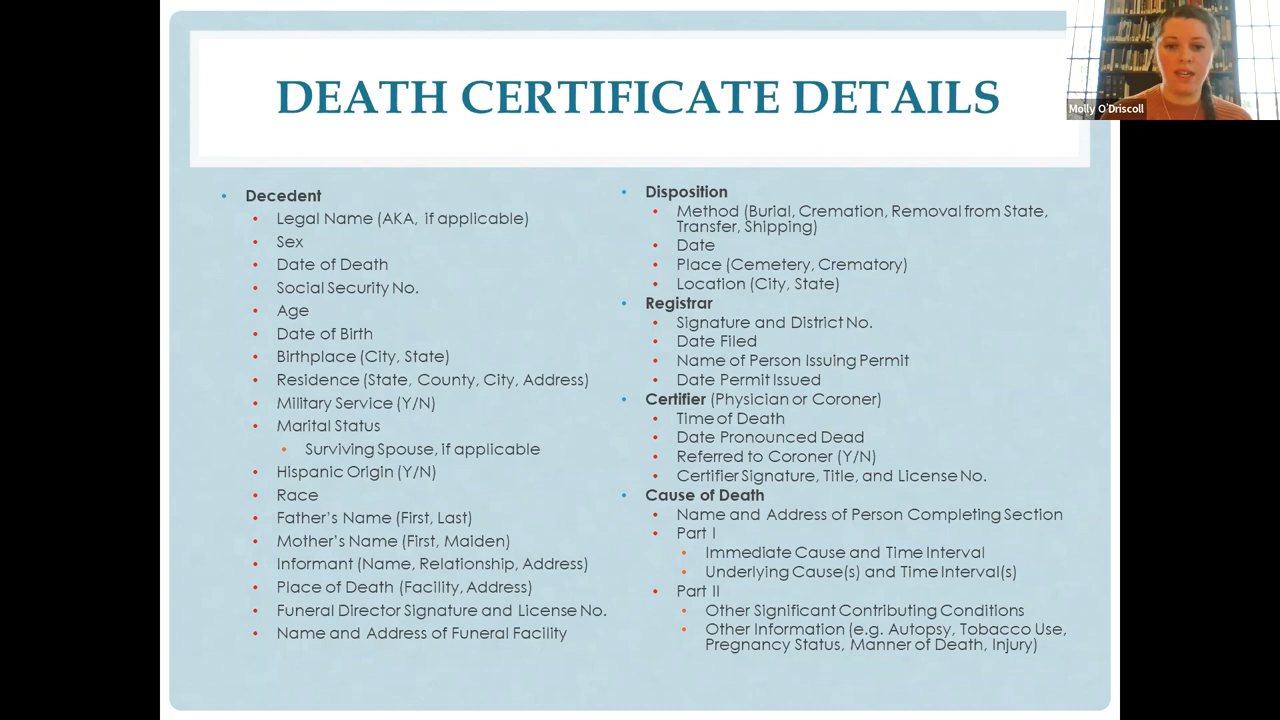 DEATH CERTIFICATE DETAILS
Molly O'Driscoll
• Decedent
• Legal Name (AKA, if applicable)
• Sex
• Date of Death
• Social Security No.
• Age
• Date of Birth
• Birthplace (City, State)
• Residence (State, County, City, Address)
• Military Service (Y/N)
• Marital Status
• Surviving Spouse, if applicable
• Hispanic Origin (Y/N)
• Race
• Father's Name (First, Last)
• Mother's Name (First, Maiden)
• Informant (Name, Relationship, Address)
• Place of Death (Facility, Address)
• Funeral Director Signature and License No.
• Name and Address of Funeral Facility
• Disposition
• Method (Burial, Cremation, Removal from State,
Transfer, Shipping)
• Date
• Place (Cemetery, Crematory)
• Location (City, State)
• Registrar
• Signature and District No.
• Date Filed
• Name of Person Issuing Permit
• Date Permit Issued
• Certifier (Physician or Coroner)
• Time of Death
• Date Pronounced Dead
• Referred to Coroner (Y/N)
• Certifier Signature, Title, and License No.
• Cause of Death
• Name and Address of Person Completing Section
• Part I
• Immediate Cause and Time Interval
• Underlying Cause(s) and Time Interval(s)
• Part II
• Other Significant Contributing Conditions
• Other Information (e.g. Autopsy, Tobacco Use,
Pregnancy Status, Manner of Death, Injury)